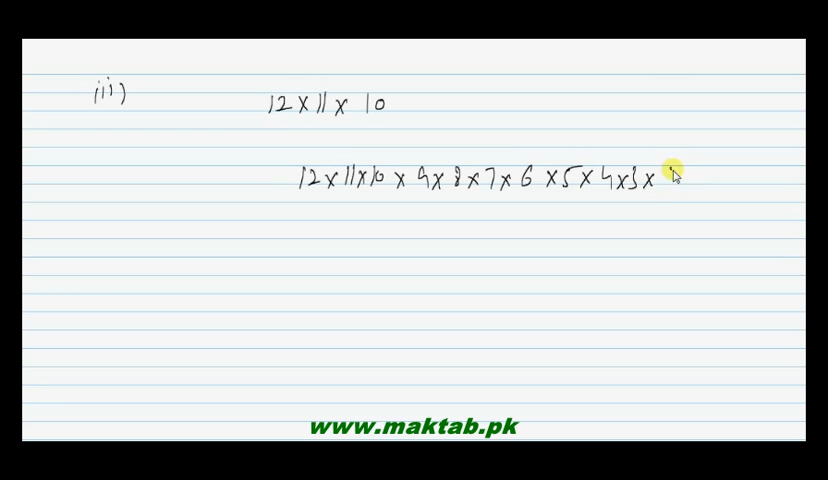 iii)
12 x 11 x 10
12 x 11 x 10 x 9 x 8 x 7 x 6 x 5 x 4 x 3 x
www.maktab.pk